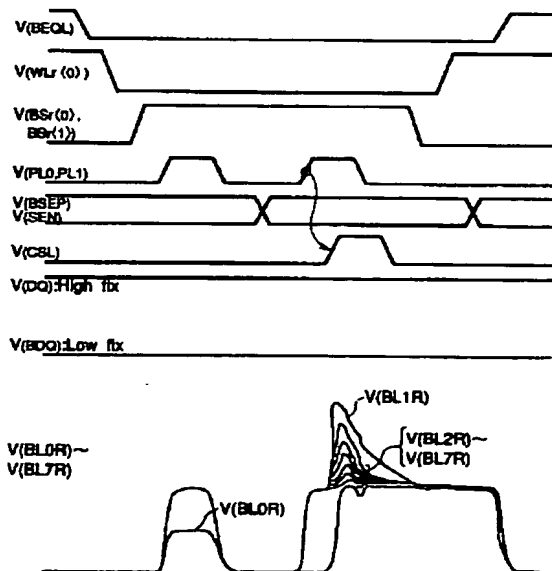 V(BEQL)
V(WLr⟨0⟩)
V(BSr⟨0⟩,
BSr⟨1⟩)
V(PL0,PL1)
V(BSEP)
V(SEN)
V(CSL)
V(DQ):High fix
V(BDQ):Low fix
V(BL1R)
V(BL2R)~
V(BL7R)
V(BL0R)~
V(BL7R)
V(BL0R)